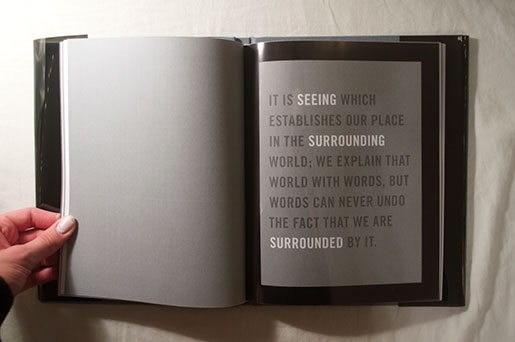 IT IS SEEING WHICH
ESTABLISHES OUR PLACE
IN THE SURROUNDING
WORLD; WE EXPLAIN THAT
WORLD WITH WORDS, BUT
WORDS CAN NEVER UNDO
THE FACT THAT WE ARE
SURROUNDED BY IT.